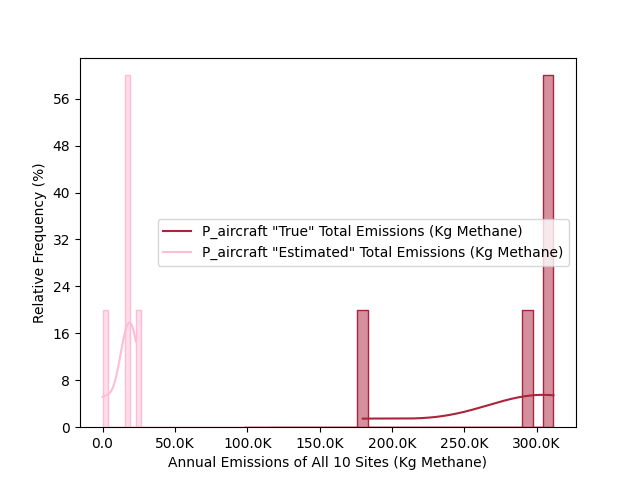 56
48
40
32
24
16
8
0
Relative Frequency (%)
P_aircraft "True" Total Emissions (Kg Methane)
P_aircraft "Estimated" Total Emissions (Kg Methane)
0.0 50.0K 100.0K 150.0K 200.0K 250.0K 300.0K
Annual Emissions of All 10 Sites (Kg Methane)